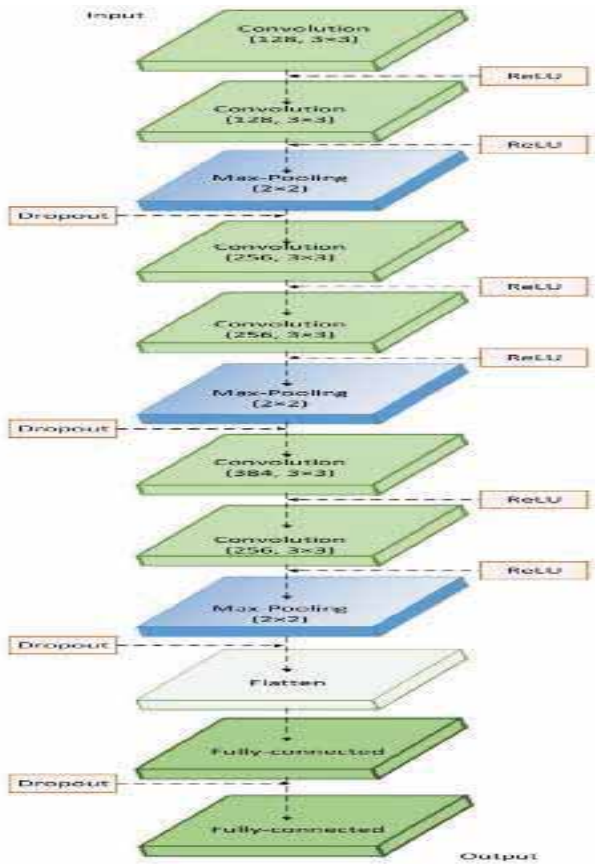 Input
Convolution
(128, 3×3)
ReLU
Convolution
(128, 3×3)
ReLU
Max-Pooling
(2×2)
Dropout
Convolution
(256, 3×3)
ReLU
Convolution
(256, 3×3)
ReLU
Max-Pooling
(2×2)
Dropout
Convolution
(384, 3×3)
ReLU
Convolution
(256, 3×3)
ReLU
Max-Pooling
(2×2)
Dropout
Flatten
Fully-connected
Dropout
Fully-connected
Output